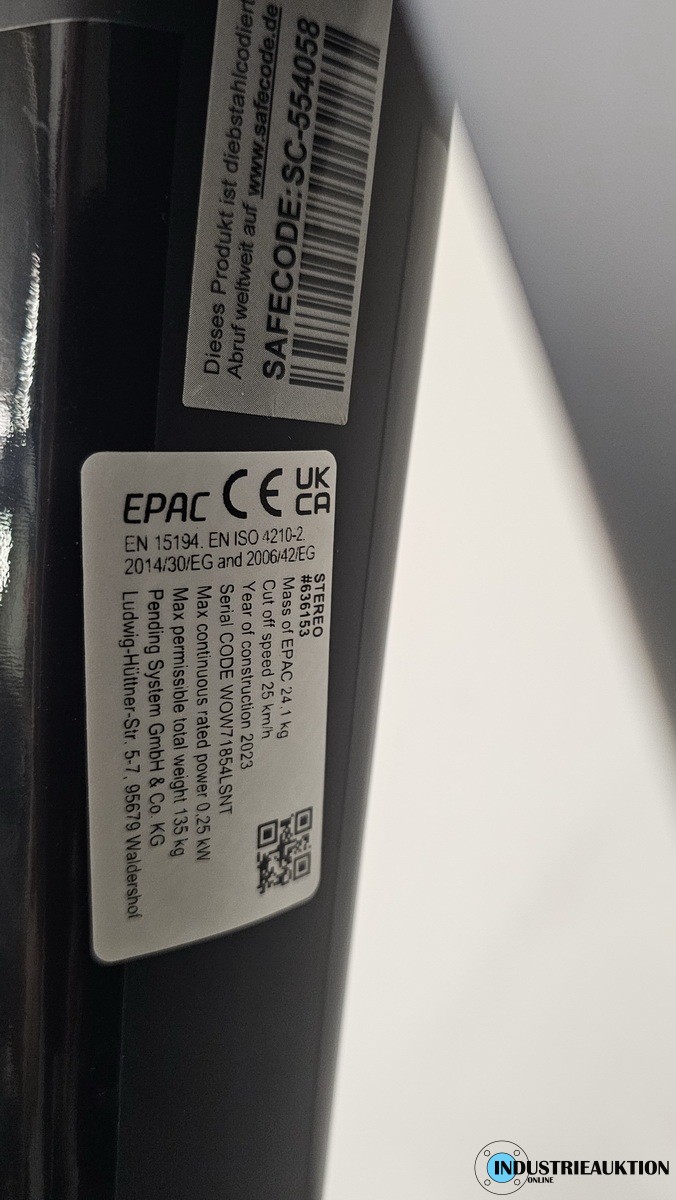 Dieses Produkt ist diebstahlcodiert
Abruf weltweit auf www.safecode.de
SAFECODE: SC-554058
EPAC CE UK CA
EN 15194. EN ISO 4210-2,
2014/30/EG and 2006/42/EG
STEREO
#636153
Mass of EPAC 24,1 kg
Cut off speed 25 km/h
Year of construction 2023
Serial CODE WOW71854LSNT
Max continuous rated power 0,25 kW
Max permissible total weight 135 kg
Pending System GmbH & Co. KG
Ludwig-Hüttner-Str. 5-7, 95679 Waldershof
INDUSTRIEAUKTION
ONLINE